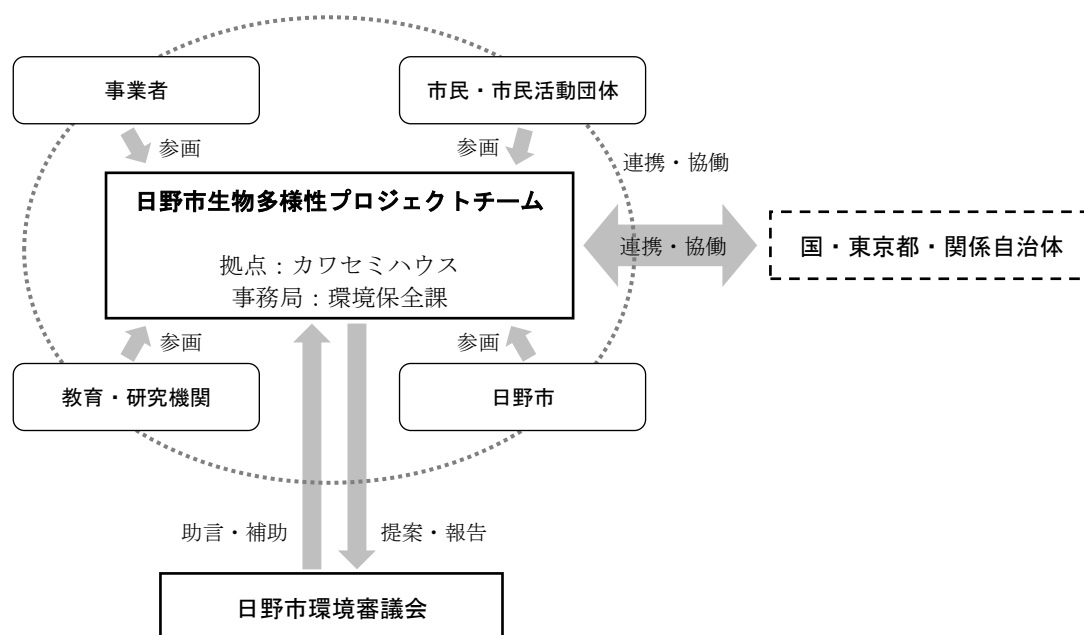 事業者
市民・市民活動団体
参画
参画
連携・協働
日野市生物多様性プロジェクトチーム
拠点：カワセミハウス
事務局：環境保全課
連携・協働
国・東京都・関係自治体
参画
参画
教育・研究機関
日野市
助言・補助
提案・報告
日野市環境審議会